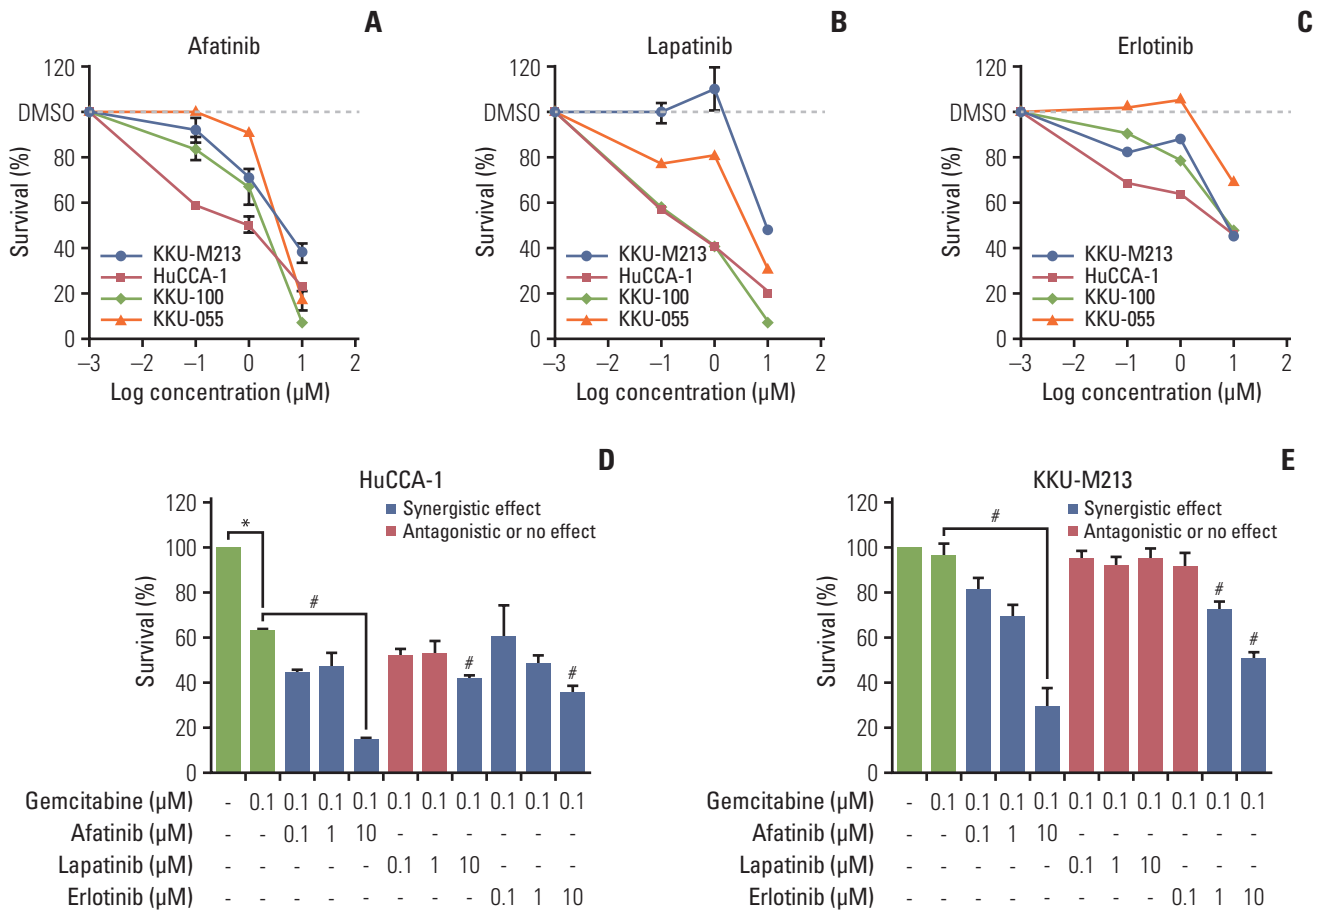 A
Afatinib
120
DMSO
80
60
40
20
0
Survival (%)
KKU-M213
HuCCA-1
KKU-100
KKU-055
–3 –2 –1 0 1 2
Log concentration (μM)
B
Lapatinib
120
DMSO
80
60
40
20
0
Survival (%)
KKU-M213
HuCCA-1
KKU-100
KKU-055
–3 –2 –1 0 1 2
Log concentration (μM)
C
Erlotinib
120
DMSO
80
60
40
20
0
Survival (%)
KKU-M213
HuCCA-1
KKU-100
KKU-055
–3 –2 –1 0 1 2
Log concentration (μM)
D
HuCCA-1
Synergistic effect
Antagonistic or no effect
120
100
80
60
40
20
0
Survival (%)
*
#
#
#
Gemcitabine (μM) - 0.1 0.1 0.1 0.1 0.1 0.1 0.1 0.1 0.1 0.1
Afatinib (μM) - - 0.1 1 10 - - - - - -
Lapatinib (μM) - - - - - 0.1 1 10 - - -
Erlotinib (μM) - - - - - - - - 0.1 1 10
E
KKU-M213
Synergistic effect
Antagonistic or no effect
120
100
80
60
40
20
0
Survival (%)
#
#
#
Gemcitabine (μM) - 0.1 0.1 0.1 0.1 0.1 0.1 0.1 0.1 0.1 0.1
Afatinib (μM) - - 0.1 1 10 - - - - - -
Lapatinib (μM) - - - - - 0.1 1 10 - - -
Erlotinib (μM) - - - - - - - - 0.1 1 10